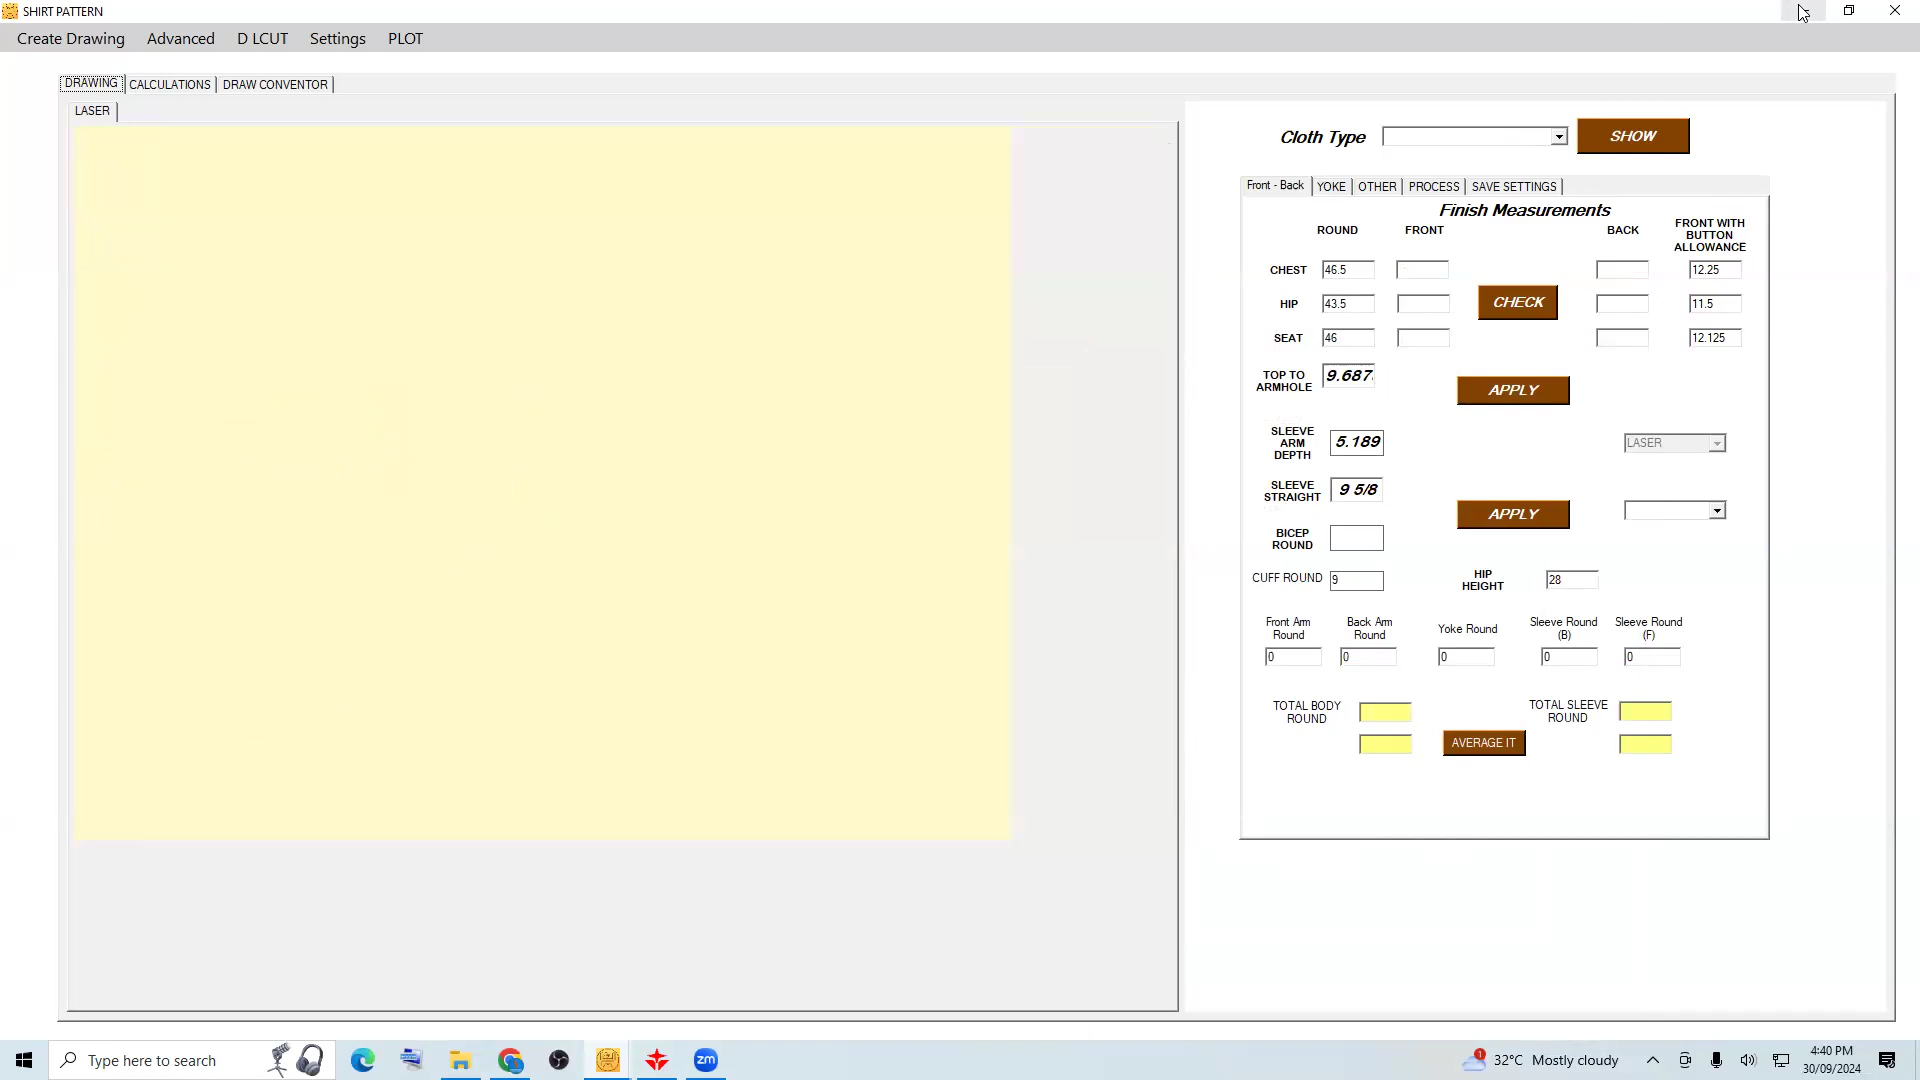 SHIRT PATTERN
Create Drawing Advanced D LCUT Settings PLOT
DRAWING CALCULATIONS DRAW CONVENTOR
LASER
Cloth Type SHOW
Front - Back YOKE OTHER PROCESS SAVE SETTINGS
Finish Measurements
ROUND FRONT BACK FRONT WITH BUTTON ALLOWANCE
CHEST 46.5 12.25
HIP 43.5 CHECK 11.5
SEAT 46 12.125
TOP TO ARMHOLE 9.687
APPLY
SLEEVE ARM DEPTH 5.189 LASER
SLEEVE STRAIGHT 9 5/8
APPLY
BICEP ROUND
CUFF ROUND 9 HIP HEIGHT 28
Front Arm Round Back Arm Round Yoke Round Sleeve Round (B) Sleeve Round (F)
0 0 0 0 0
TOTAL BODY ROUND TOTAL SLEEVE ROUND
AVERAGE IT
Type here to search zm 1 32°C Mostly cloudy 4:40 PM
30/09/2024